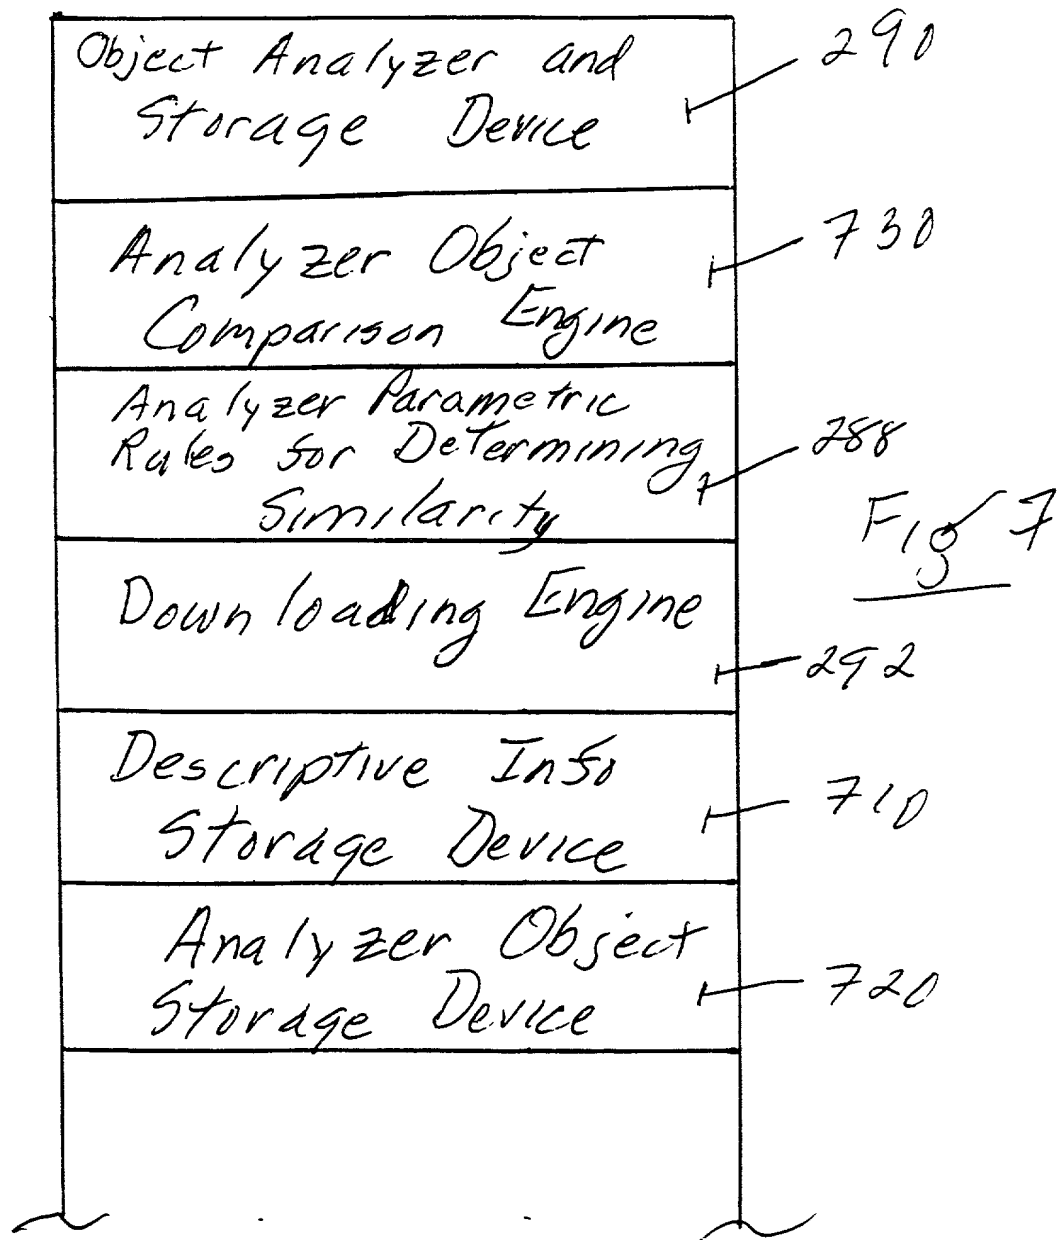 Object Analyzer and
Storage Device
290
Analyzer Object
Comparison Engine
730
Analyzer Parametric
Rules for Determining
Similarity
288
Fig 7
Downloading Engine
292
Descriptive Info
Storage Device
710
Analyzer Object
Storage Device
720